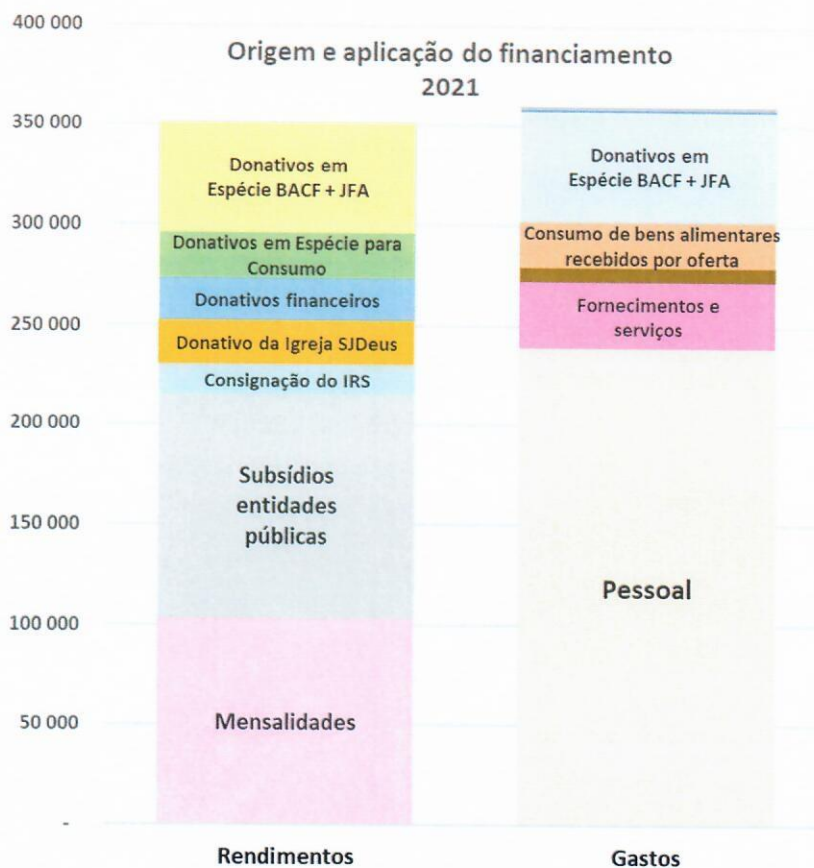 Origem e aplicação do financiamento
2021
400 000
350 000
300 000
250 000
200 000
150 000
100 000
50 000
-
Donativos em
Espécie BACF + JFA
Donativos em Espécie para
Consumo
Donativos financeiros
Donativo da Igreja SJDeus
Consignação do IRS
Subsídios
entidades
públicas
Mensalidades
Donativos em
Espécie BACF + JFA
Consumo de bens alimentares
recebidos por oferta
Fornecimentos e
serviços
Pessoal
Rendimentos
Gastos